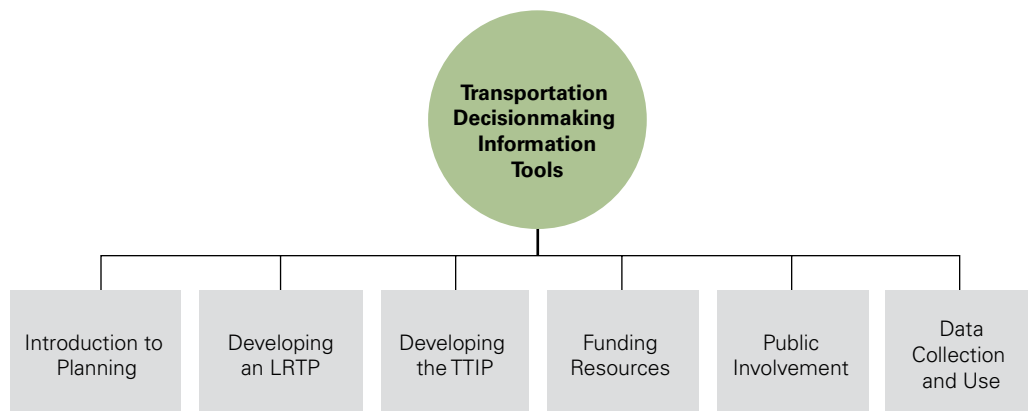 Transportation
Decisionmaking
Information
Tools
Introduction to
Planning
Developing
an LRTP
Developing
the TTIP
Funding
Resources
Public
Involvement
Data
Collection
and Use